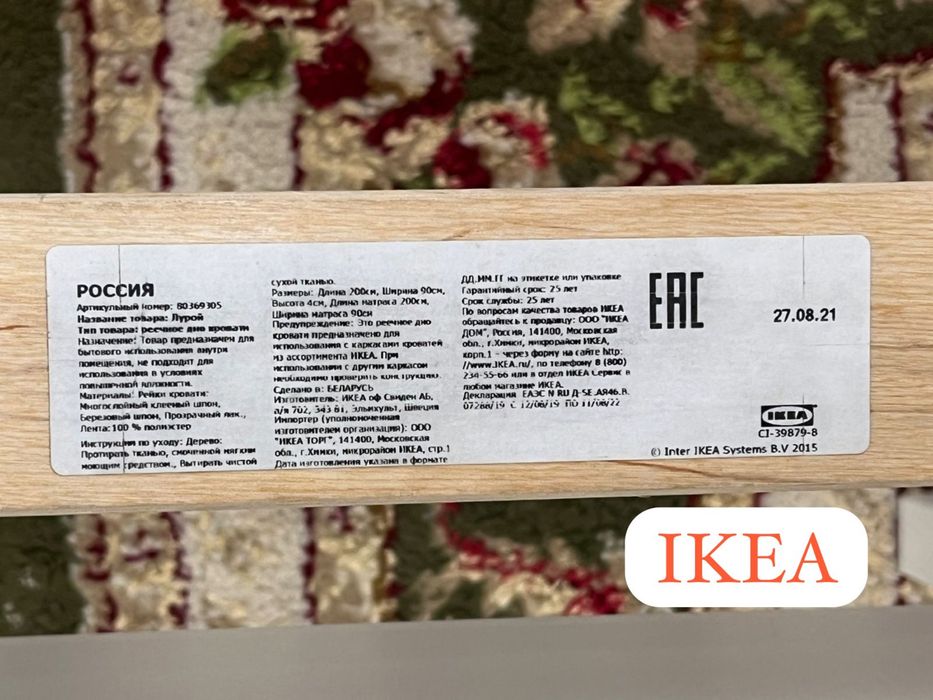 РОССИЯ
Артикульный номер: 80369305
Название товара: Лурой
Тип товара: реечное дно кровати
Назначение: Товар предназначен для
бытового использования внутри
помещения, не подходит для
использования в условиях
повышенной влажности.
Материалы: Рейки кровати:
Многослойный клееный шпон,
Березовый шпон, Прозрачный лак.,
Лента: 100 % полиэстер
Инструкция по уходу: Дерево:
Протирать тканью, смоченной мягким
моющим средством., Вытирать чистой
сухой тканью.
Размеры: Длина 200см, Ширина 90см,
Высота 4см, Длина матраса 200см,
Ширина матраса 90см
Предупреждение: Это реечное дно
кровати предназначено для
использования с каркасами кроватей
из ассортимента ИКЕА. При
использовании с другим каркасом
необходимо проверить конструкцию.
Сделано в: БЕЛАРУСЬ
Изготовитель: ИКЕА оф Свиден АБ,
а/я 702, 343 81, Эльмхульт, Швеция
Импортер (уполномоченная
изготовителем организация): ООО
"ИКЕА ТОРГ", 141400, Московская
обл., г.Химки, микрорайон ИКЕА, стр.1
Дата изготовления указана в формате
ДД.ММ.ГГ на этикетке или упаковке
Гарантийный срок: 25 лет
Срок службы: 25 лет
По вопросам качества товаров ИКЕА
обращайтесь к продавцу: ООО "ИКЕА
ДОМ", Россия, 141400, Московская
обл., г.Химки, микрорайон ИКЕА,
корп.1 - через форму на сайте http:
//www.IKEA.ru/, по телефону 8 (800)
234-55-66 или в отдел ИКЕА Сервис в
любом магазине ИКЕА.
Декларация ЕАЭС N RU Д-SE.АЯ46.В.
07288/19 С 12/08/19 ПО 11/08/22
EAC
27.08.21
IKEA
CI-39879-8
© Inter IKEA Systems B.V 2015
IKEA